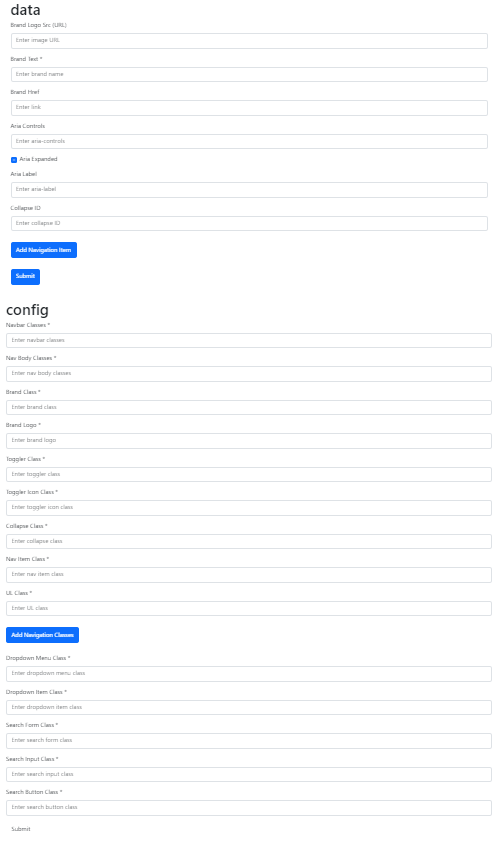 data
Brand Logo Src (URL)
Enter image URL
Brand Text *
Enter brand name
Brand Href
Enter link
Aria Controls
Enter aria-controls
Aria Expanded
Aria Label
Enter aria-label
Collapse ID
Enter collapse ID
Add Navigation Item
Submit
config
Navbar Classes *
Enter navbar classes
Nav Body Classes *
Enter nav body classes
Brand Class *
Enter brand class
Brand Logo *
Enter brand logo
Toggler Class *
Enter toggler class
Toggler Icon Class *
Enter toggler icon class
Collapse Class *
Enter collapse class
Nav Item Class *
Enter nav item class
UL Class *
Enter UL class
Add Navigation Classes
Dropdown Menu Class *
Enter dropdown menu class
Dropdown Item Class *
Enter dropdown item class
Search Form Class *
Enter search form class
Search Input Class *
Enter search input class
Search Button Class *
Enter search button class
Submit